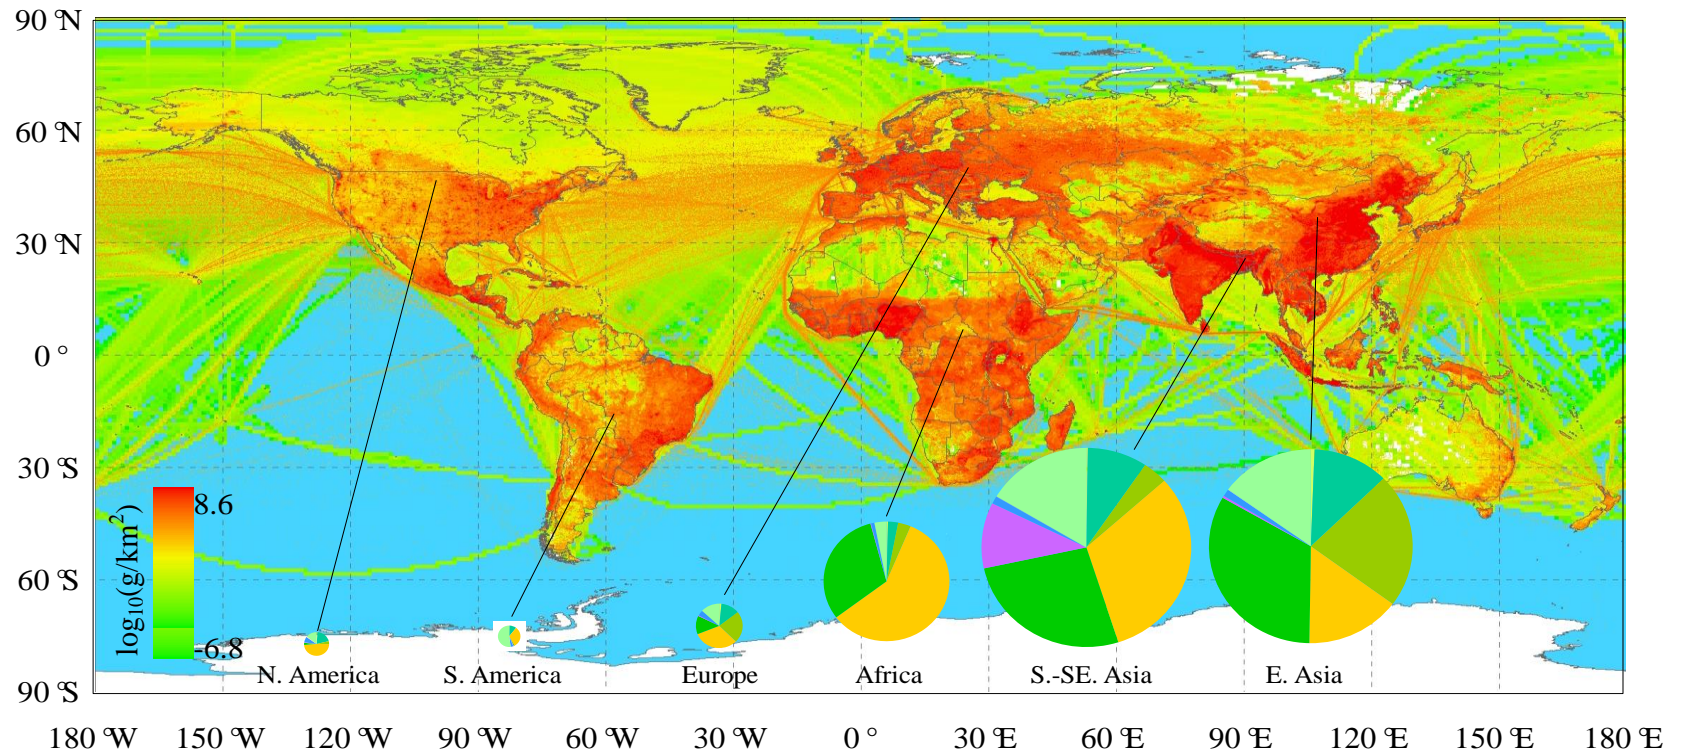 90 °N
60 °N
30 °N
0 °
30 °S
60 °S
90 °S
8.6
log10(g/km2)
-6.8
N. America S. America Europe Africa S.-SE. Asia E. Asia
180 °W 150 °W 120 °W 90 °W 60 °W 30 °W 0 ° 30 °E 60 °E 90 °E 120 °E 150 °E 180 °E